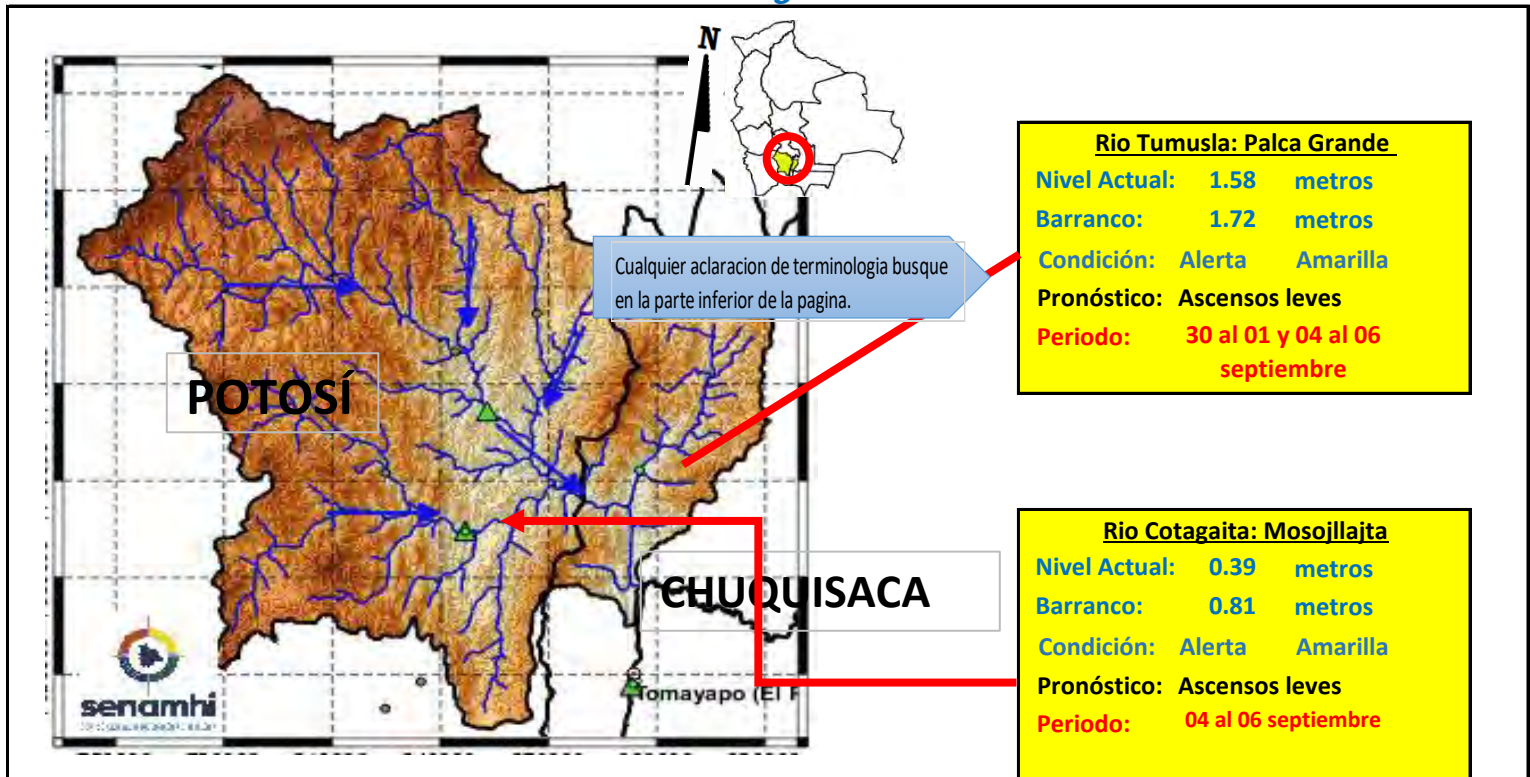 N
Cualquier aclaracion de terminologia busque
en la parte inferior de la pagina.
POTOSÍ
CHUQUISACA
Tomayapo (El
senamhi
Rio Tumusla: Palca Grande
Nivel Actual: 1.58 metros
Barranco: 1.72 metros
Condición: Alerta Amarilla
Pronóstico: Ascensos leves
Periodo: 30 al 01 y 04 al 06
septiembre
Rio Cotagaita: Mosojllajta
Nivel Actual: 0.39 metros
Barranco: 0.81 metros
Condición: Alerta Amarilla
Pronóstico: Ascensos leves
Periodo: 04 al 06 septiembre